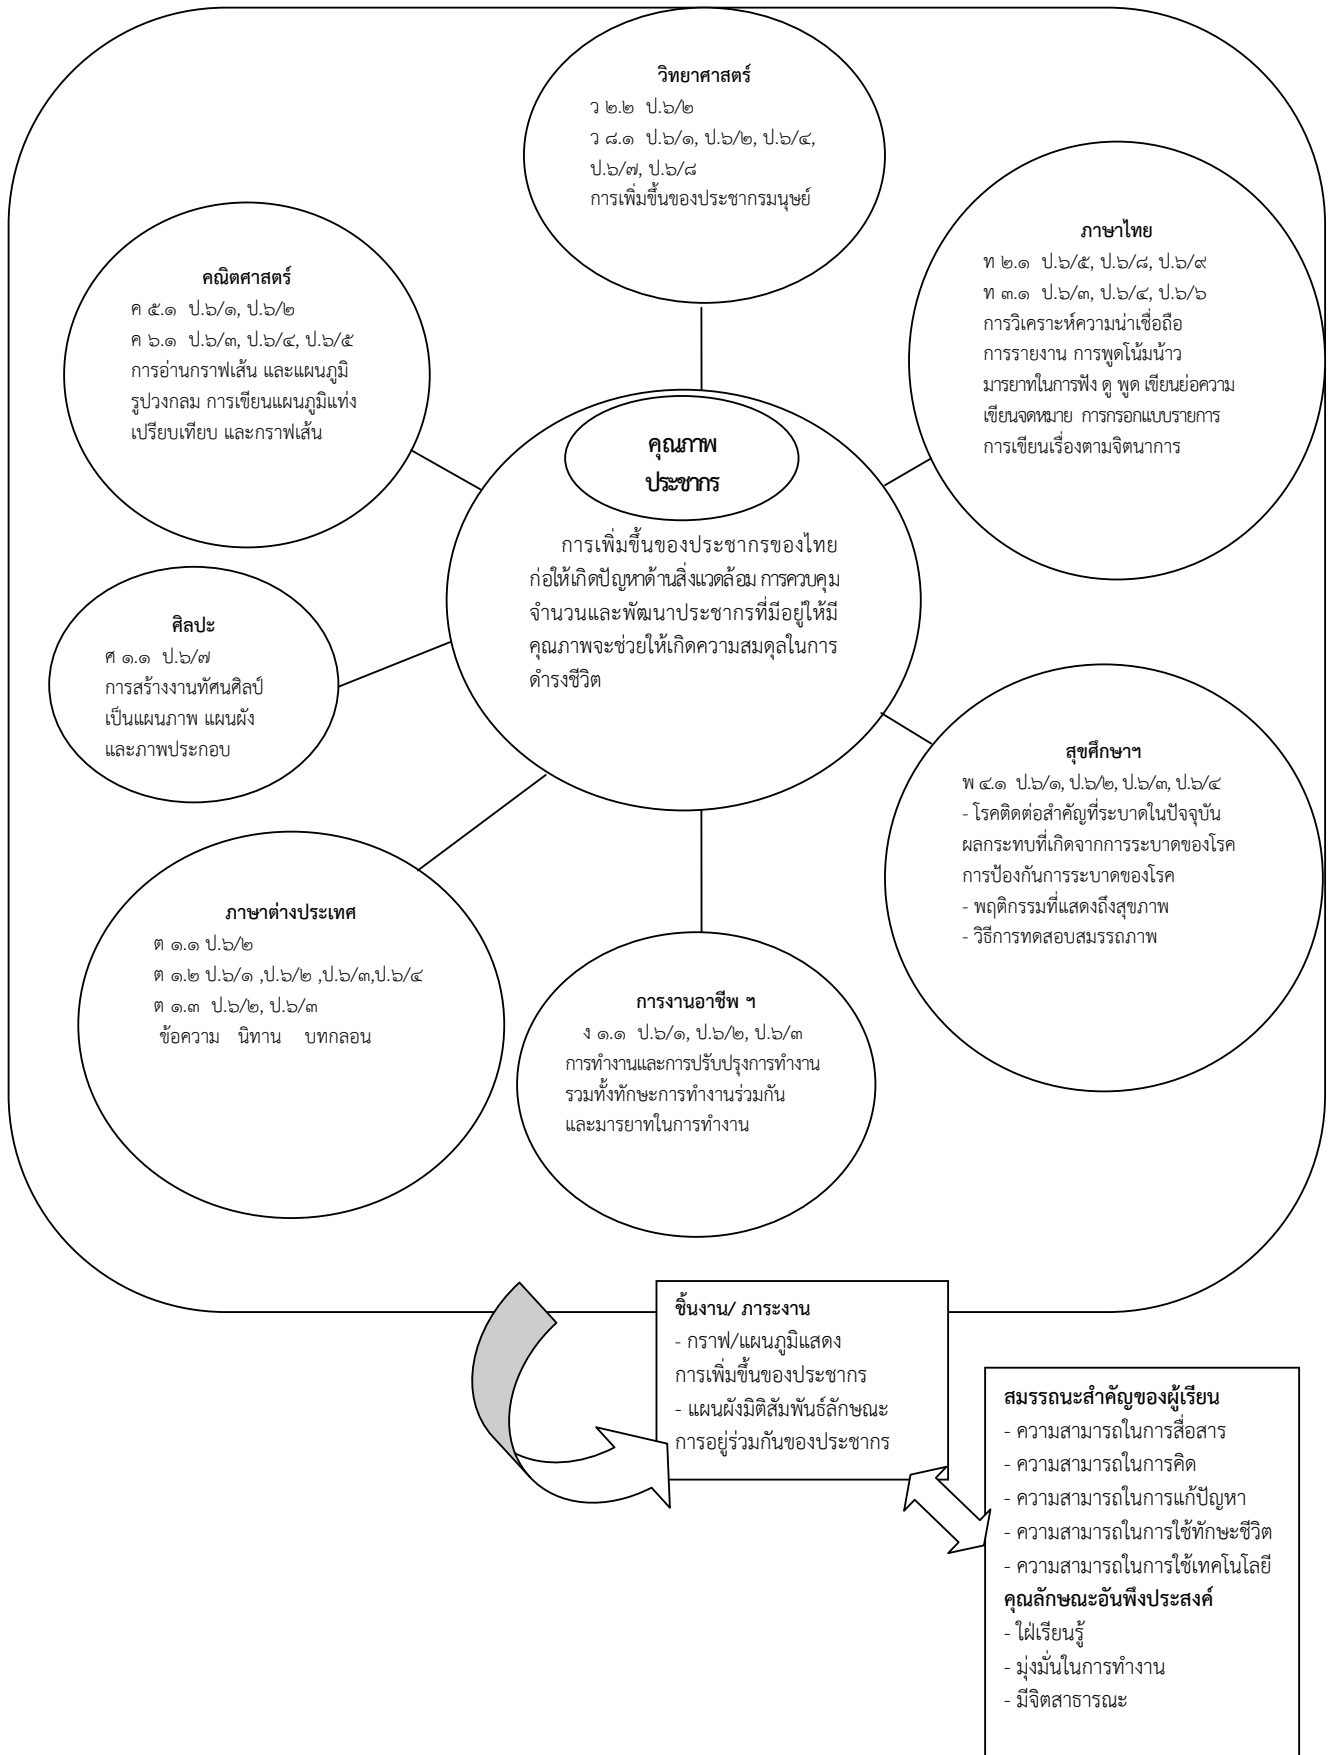 วิทยาศาสตร์
ว ๒.๒  ป.๖/๒
ว ๘.๑  ป.๖/๑, ป.๖/๒, ป.๖/๔,
ป.๖/๗, ป.๖/๘
การเพิ่มขึ้นของประชากรมนุษย์
ภาษาไทย
ท ๒.๑  ป.๖/๕, ป.๖/๘, ป.๖/๙
ท ๓.๑  ป.๖/๓, ป.๖/๔, ป.๖/๖
การวิเคราะห์ความน่าเชื่อถือ
การรายงาน การพูดโน้มน้าว
มารยาทในการฟัง ดู พูด เขียนย่อความ
เขียนจดหมาย การกรอกแบบรายการ
การเขียนเรื่องตามจิตนาการ
คณิตศาสตร์
ค ๕.๑  ป.๖/๑, ป.๖/๒
ค ๖.๑  ป.๖/๓, ป.๖/๔, ป.๖/๕
การอ่านกราฟเส้น และแผนภูมิ
รูปวงกลม การเขียนแผนภูมิแท่ง
เปรียบเทียบ และกราฟเส้น
คุณภาพ
ประชากร
การเพิ่มขึ้นของประชากรของไทย
ก่อให้เกิดปัญหาด้านสิ่งแวดล้อม การควบคุม
จำนวนและพัฒนาประชากรที่มีอยู่ให้มี
คุณภาพจะช่วยให้เกิดความสมดุลในการ
ดำรงชีวิต
ศิลปะ
ศ ๑.๑  ป.๖/๗
การสร้างงานทัศนศิลป์
เป็นแผนภาพ แผนผัง
และภาพประกอบ
สุขศึกษาฯ
พ ๔.๑  ป.๖/๑, ป.๖/๒, ป.๖/๓, ป.๖/๔
- โรคติดต่อสำคัญที่ระบาดในปัจจุบัน
ผลกระทบที่เกิดจากการระบาดของโรค
การป้องกันการระบาดของโรค
- พฤติกรรมที่แสดงถึงสุขภาพ
- วิธีการทดสอบสมรรถภาพ
ภาษาต่างประเทศ
ต ๑.๑ ป.๖/๒
ต ๑.๒ ป.๖/๑ ,ป.๖/๒ ,ป.๖/๓,ป.๖/๔
ต ๑.๓  ป.๖/๒, ป.๖/๓
ข้อความ   นิทาน    บทกลอน
การงานอาชีพ ฯ
ง ๑.๑  ป.๖/๑, ป.๖/๒, ป.๖/๓
การทำงานและการปรับปรุงการทำงาน
รวมทั้งทักษะการทำงานร่วมกัน
และมารยาทในการทำงาน
ชิ้นงาน/ ภาระงาน
- กราฟ/แผนภูมิแสดง
การเพิ่มขึ้นของประชากร
- แผนผังมิติสัมพันธ์ลักษณะ
การอยู่ร่วมกันของประชากร
สมรรถนะสำคัญของผู้เรียน
- ความสามารถในการสื่อสาร
- ความสามารถในการคิด
- ความสามารถในการแก้ปัญหา
- ความสามารถในการใช้ทักษะชีวิต
- ความสามารถในการใช้เทคโนโลยี
คุณลักษณะอันพึงประสงค์
- ใฝ่เรียนรู้
- มุ่งมั่นในการทำงาน
- มีจิตสาธารณะ